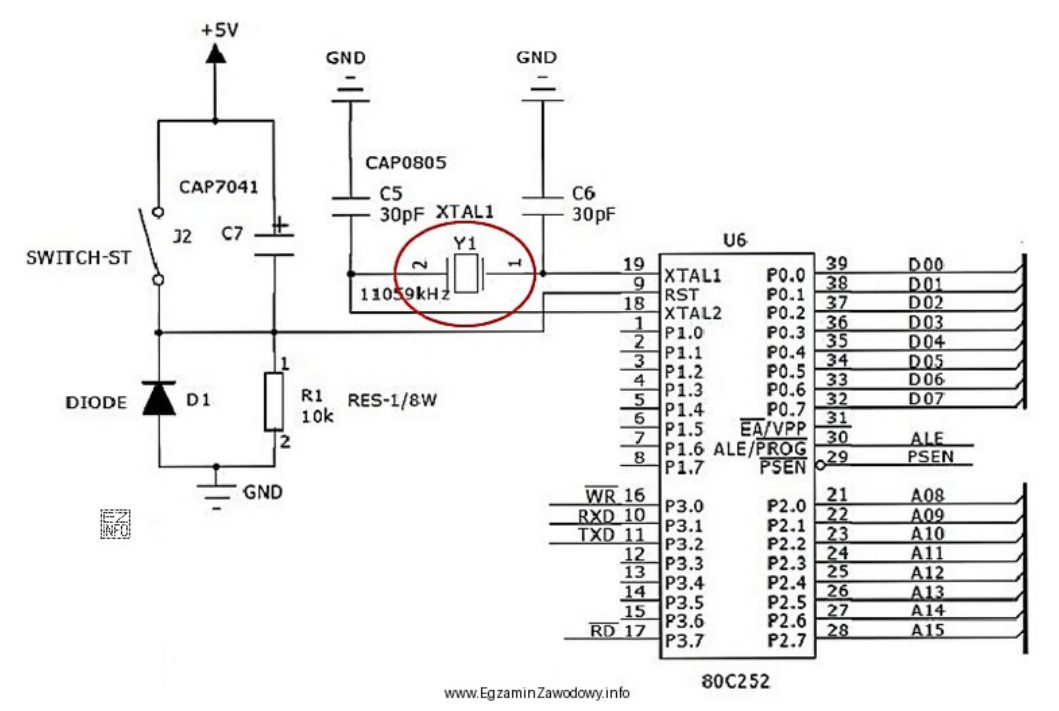 +5V
GND
GND
CAP7041
CAP0805
C5
30pF
XTAL1
C6
30pF
J2
C7
SWITCH-ST
Y1
2
1
11059kHz
DIODE
D1
1
R1
10k
2
RES-1/8W
GND
EZ
INFO
U6
19 XTAL1 P0.0 39 D00
9 RST P0.1 38 D01
18 XTAL2 P0.2 37 D02
1 P1.0 P0.3 36 D03
2 P1.1 P0.4 35 D04
3 P1.2 P0.5 34 D05
4 P1.3 P0.6 33 D06
5 P1.4 P0.7 32 D07
6 P1.5 EA/VPP 31
7 P1.6 ALE/PROG 30 ALE
8 P1.7 PSEN 29 PSEN
WR 16 P3.0 P2.0 21 A08
RXD 10 P3.1 P2.1 22 A09
TXD 11 P3.2 P2.2 23 A10
12 P3.3 P2.3 24 A11
13 P3.4 P2.4 25 A12
14 P3.5 P2.5 26 A13
15 P3.6 P2.6 27 A14
RD 17 P3.7 P2.7 28 A15
80C252
www.EgzaminZawodowy.info